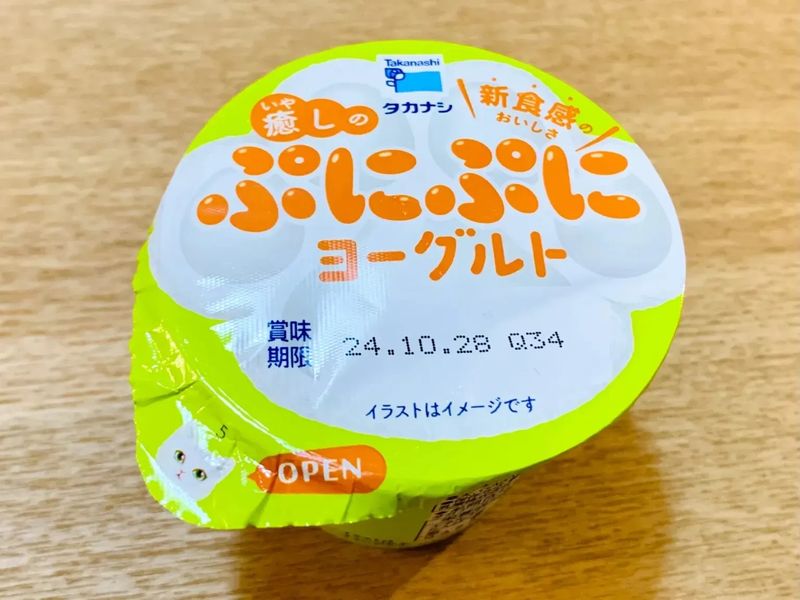 Takanashi
タカナシ
新食感の
おいしさ
いや
癒しの
ぷにぷに
ヨーグルト
賞味
期限
24.10.28 Q34
イラストはイメージです
5
OPEN